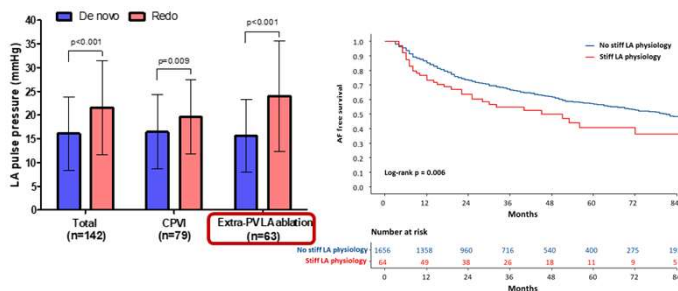 De novo
Redo
LA pulse pressure (mmHg)
40
35
30
25
20
15
10
5
0
p<0.001
p=0.009
p<0.001
Total
(n=142)
CPVI
(n=79)
Extra-PV LA ablation
(n=63)
AF free survival
1.0
0.9
0.8
0.7
0.6
0.5
0.4
0.3
0.2
0.1
0.0
No stiff LA physiology
Stiff LA physiology
Log-rank p = 0.006
0 12 24 36 48 60 72 84
Months
Number at risk
No stiff LA physiology 1656 1358 960 716 540 400 275
Stiff LA physiology 64 49 38 26 18 11 9 5
0 12 24 36 48 60 72 84
Months